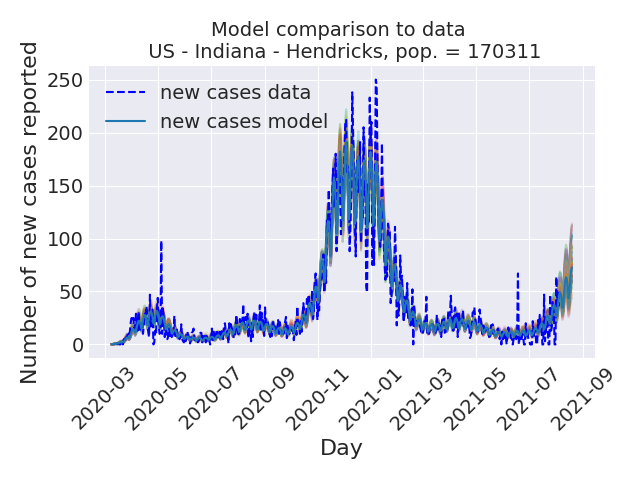 Model comparison to data
US - Indiana - Hendricks, pop. = 170311
Number of new cases reported
250
200
150
100
50
0
new cases data
new cases model
2020-03
2020-05
2020-07
2020-09
2020-11
2021-01
2021-03
2021-05
2021-07
2021-09
Day